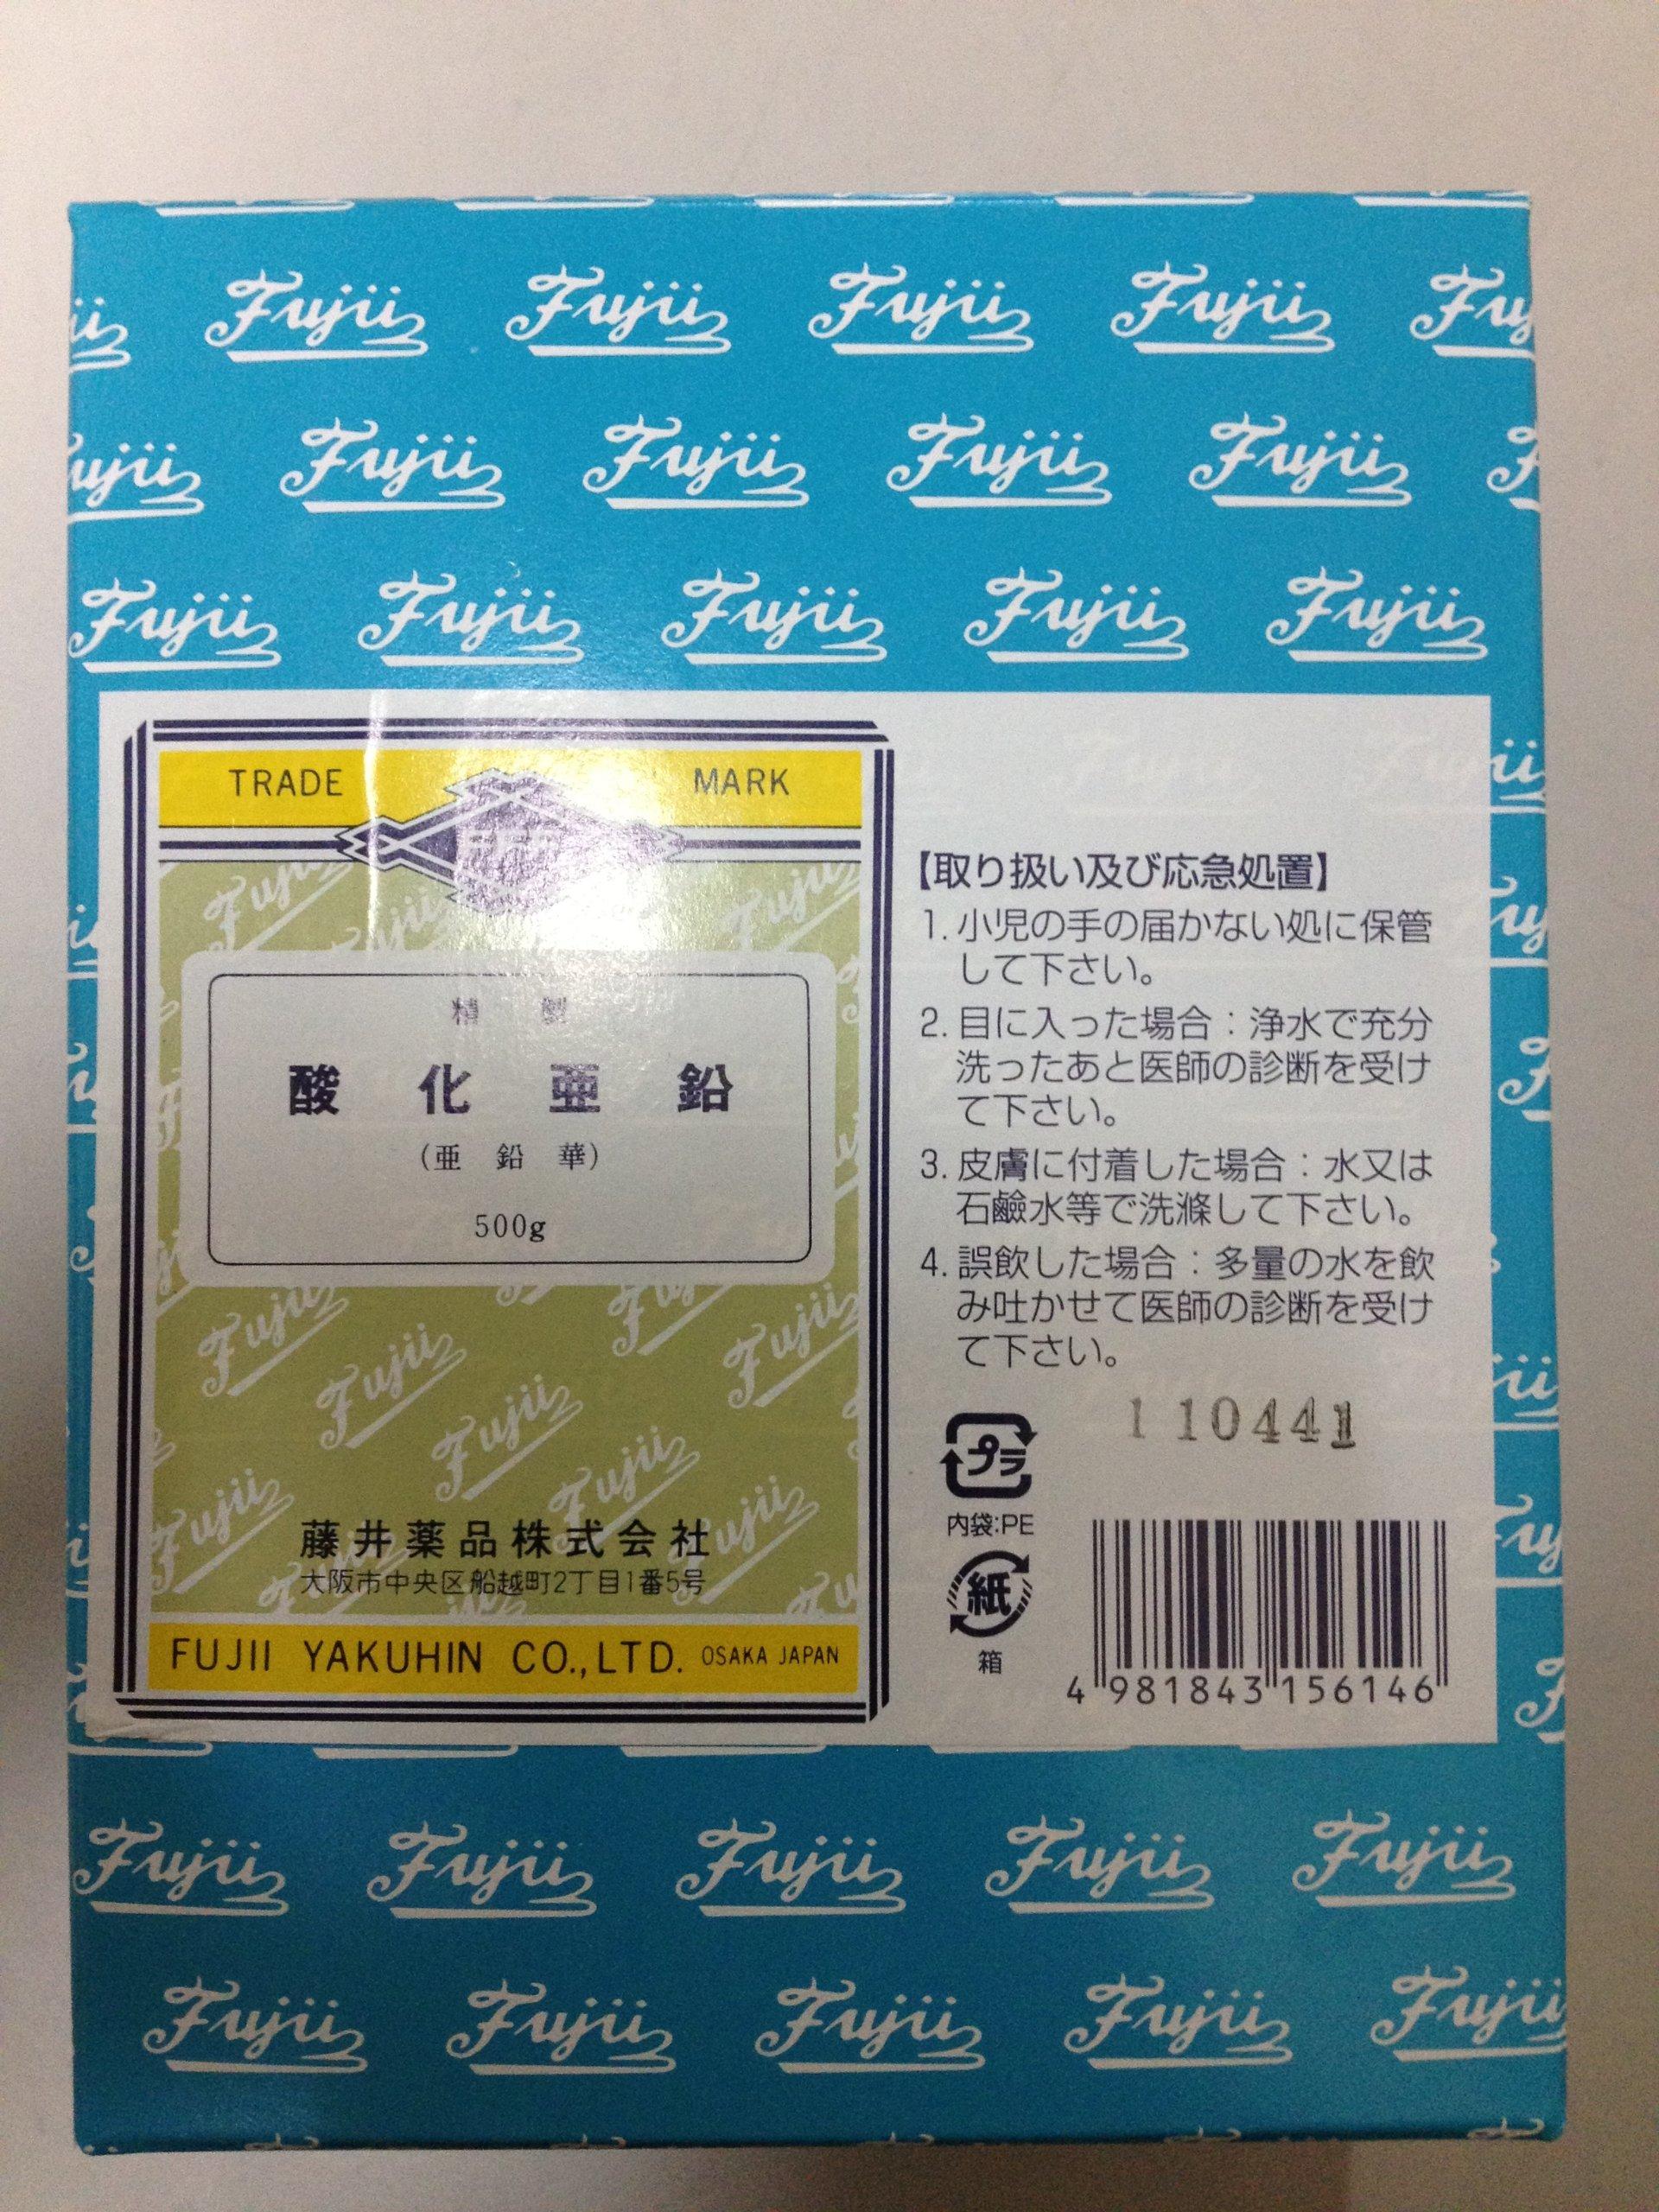 Fujii Fujii Fujii Fujii
Fujii Fujii Fujii Fujii
Fujii Fujii Fujii Fujii Fujii
TRADE MARK
精製
酸化亜鉛
(亜鉛華)
500g
Fujii Fujii
Fujii
Fujii
Fujii
Fujii Fujii
藤井薬品株式会社
大阪市中央区船越町2丁目1番5号
FUJII YAKUHIN CO.,LTD. OSAKA JAPAN
【取り扱い及び応急処置】
1. 小児の手の届かない処に保管
して下さい。
2. 目に入った場合：浄水で充分
洗ったあと医師の診断を受け
て下さい。
3. 皮膚に付着した場合：水又は
石鹼水等で洗滌して下さい。
4. 誤飲した場合：多量の水を飲
み吐かせて医師の診断を受け
て下さい。
110441
プラ
内袋:PE
紙
箱
4 981843 156146
Fujii Fujii Fujii Fujii Fujii
Fujii Fujii Fujii Fujii Fujii